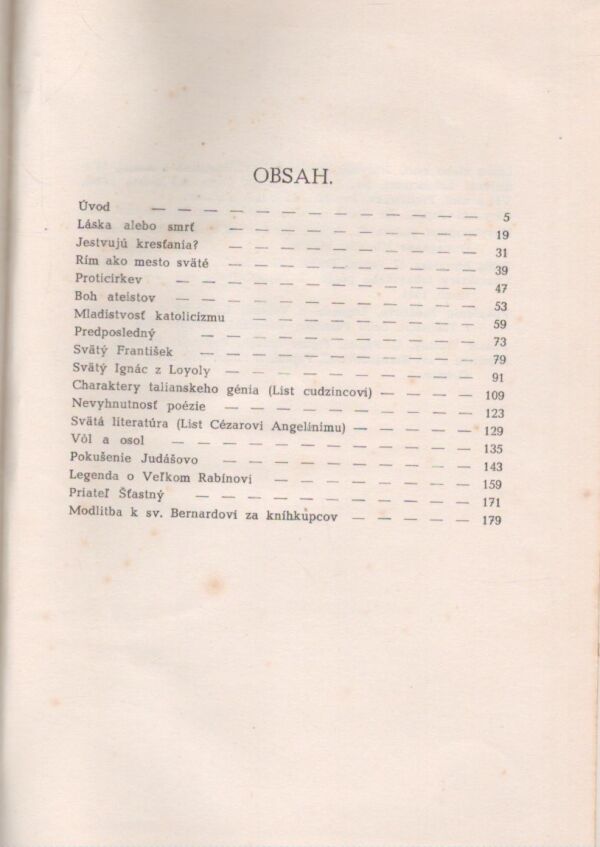 OBSAH.
Úvod — — — — — — — — — — — — 5
Láska alebo smrť — — — — — — — — — 19
Jestvujú kresťania? — — — — — — — — — 31
Rím ako mesto sväté — — — — — — — — — 39
Proticirkev — — — — — — — — — — — 47
Boh ateistov — — — — — — — — — — — 53
Mladistvosť katolicizmu — — — — — — — — 59
Predposledný — — — — — — — — — — 73
Svätý František — — — — — — — — — — 79
Svätý Ignác z Loyoly — — — — — — — — — 91
Charaktery talianskeho génia (List cudzincovi) — — — — 109
Nevyhnutnosť poézie — — — — — — — — — 123
Svätá literatúra (List Cézarovi Angelinimu) — — — — — 129
Vôl a osol — — — — — — — — — — — 135
Pokušenie Judášovo — — — — — — — — — 143
Legenda o Veľkom Rabínovi — — — — — — — 159
Priateľ Šťastný — — — — — — — — — — 171
Modlitba k sv. Bernardovi za kníhkupcov — — — — — 179